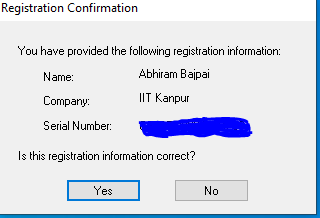 Registration Confirmation
You have provided the following registration information:
Name: Abhiram Bajpai
Company: IIT Kanpur
Serial Number:
Is this registration information correct?
Yes No